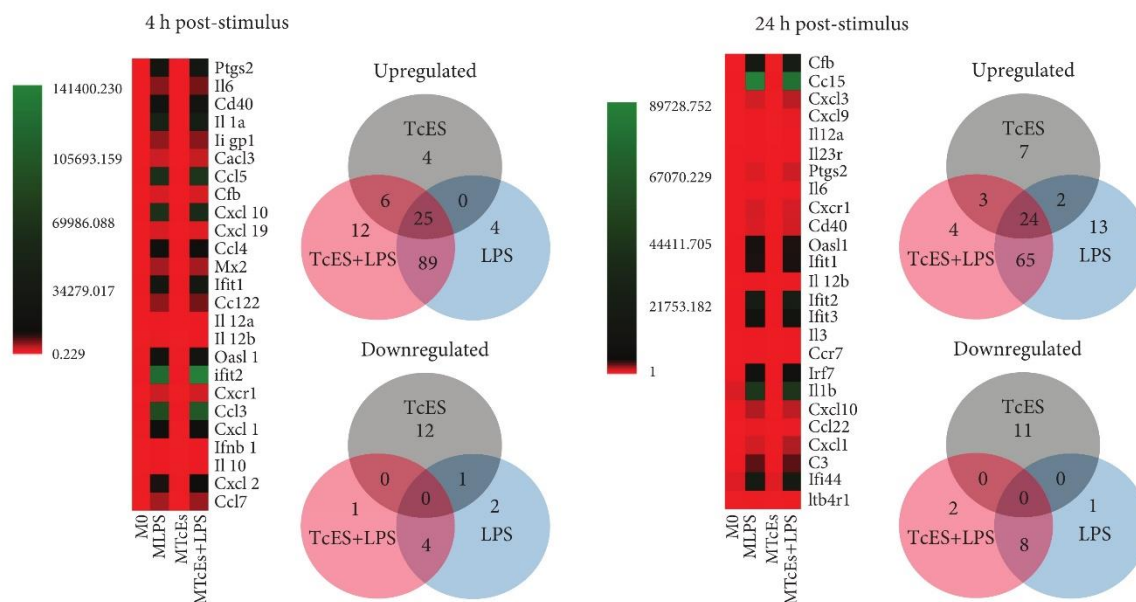 4 h post-stimulus
141400.230
105693.159
69986.088
34279.017
0.229
Ptgs2
Il6
Cd40
Il 1a
Ii gp1
Cacl3
Ccl5
Cfb
Cxcl 10
Cxcl 19
Ccl4
Mx2
Ifit1
Cc122
Il 12a
Il 12b
Oasl 1
ifit2
Cxcr1
Ccl3
Cxcl 1
Ifnb 1
Il 10
Cxcl 2
Ccl7
M0
MLPS
MTcEs
MTcEs+LPS
Upregulated
TcES
4
6
0
25
12
4
TcES+LPS
LPS
89
Downregulated
TcES
12
0
1
0
1
2
TcES+LPS
LPS
4
24 h post-stimulus
89728.752
67070.229
44411.705
21753.182
1
Cfb
Cc15
Cxcl3
Cxcl9
Il12a
Il23r
Ptgs2
Il6
Cxcr1
Cd40
Oasl1
Ifit1
Il 12b
Ifit2
Ifit3
Il3
Ccr7
Irf7
Il1b
Cxcl10
Ccl22
Cxcl1
C3
Ifi44
ltb4r1
M0
MLPS
MTcEs
MTcEs+LPS
Upregulated
TcES
7
3
2
24
4
13
TcES+LPS
LPS
65
Downregulated
TcES
11
0
0
0
2
1
TcES+LPS
LPS
8